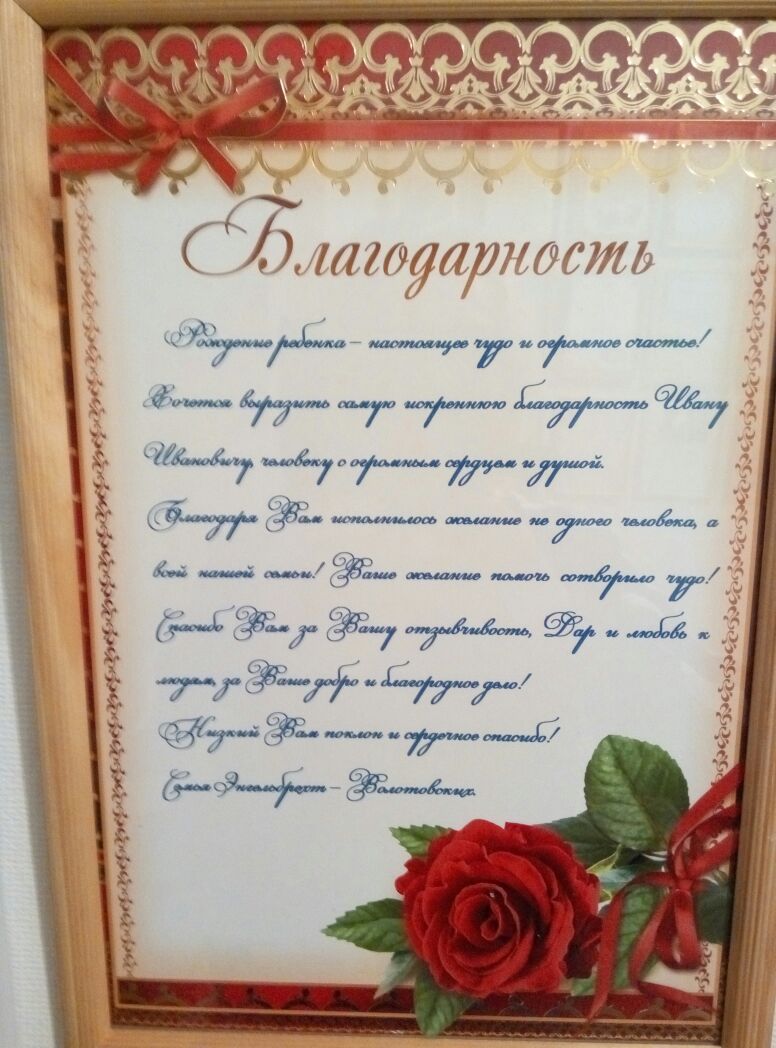 Благодарность
Рождение ребенка – настоящее чудо и огромное счастье!
Хочется выразить самую искреннюю благодарность Ивану
Ивановичу, человеку с огромным сердцем и душой.
Благодаря Вам исполнилось желание не одного человека, а
всей нашей семьи! Ваше желание помочь сотворило чудо!
Спасибо Вам за Вашу отзывчивость, Дар и любовь к
людям, за Ваше добро и благородное дело!
Низкий Вам поклон и сердечное спасибо!
Семья Энгельбрехт – Волотовских.